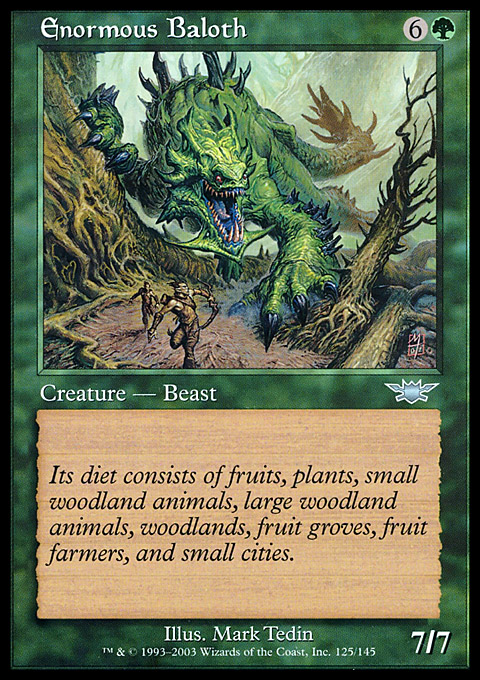 Enormous Baloth 6
Creature — Beast
Its diet consists of fruits, plants, small
woodland animals, large woodland
animals, woodlands, fruit groves, fruit
farmers, and small cities.
Illus. Mark Tedin
7/7
™ & © 1993–2003 Wizards of the Coast, Inc. 125/145